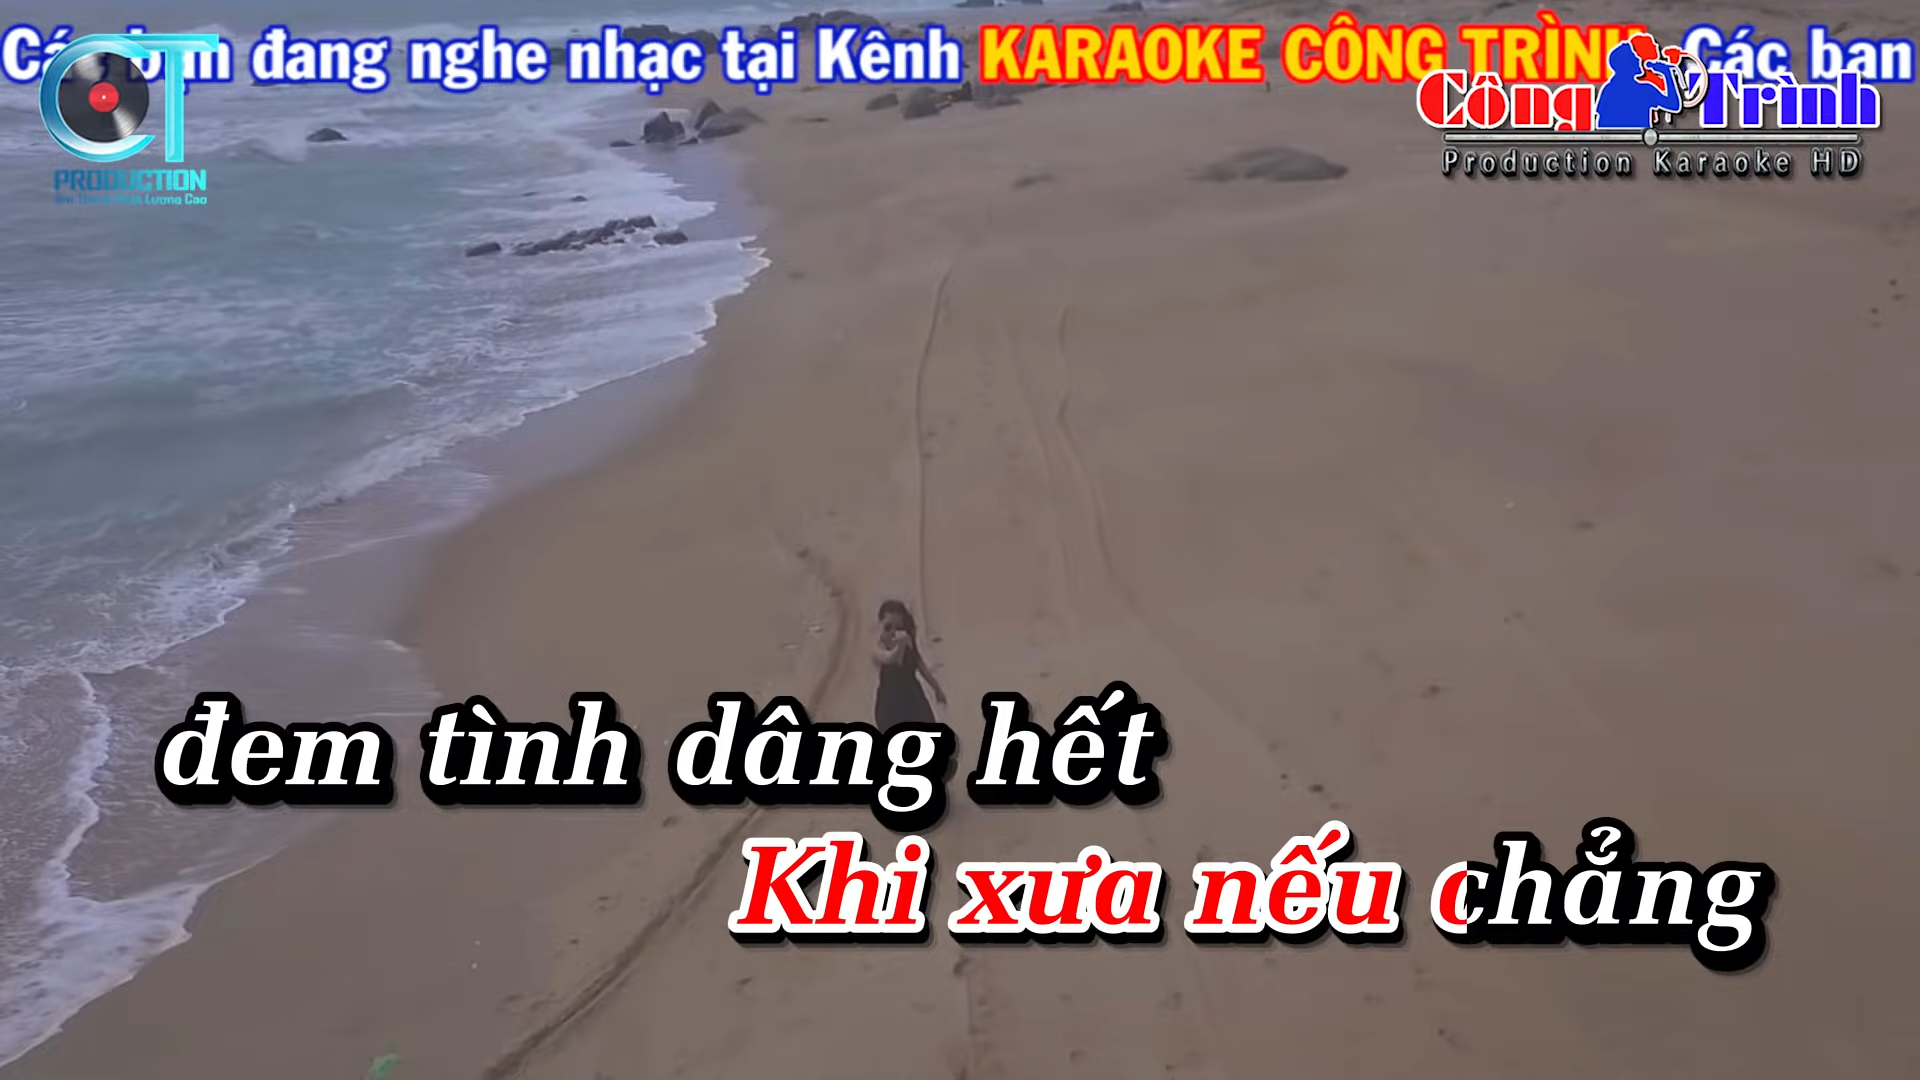 Các bạn đang nghe nhạc tại Kênh KARAOKE CÔNG TRÌNH Các bạn
CT
PRODUCTION
Công Trình
Production Karaoke HD
đem tình dâng hết
Khi xưa nếu chẳng